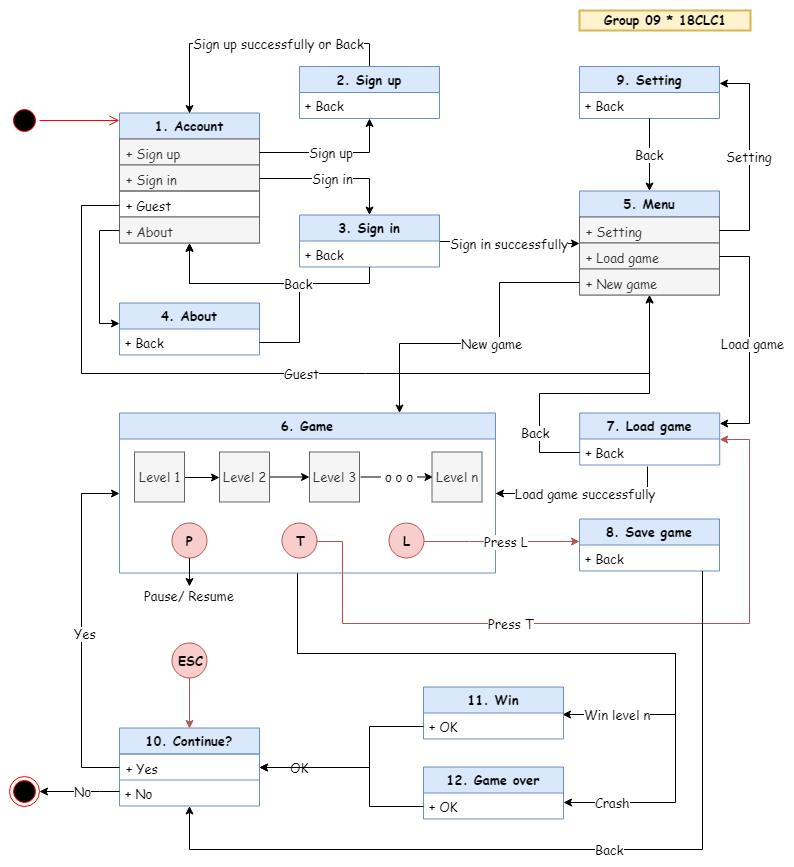 Group 09 * 18CLC1
Sign up successfully or Back
2. Sign up
+ Back
9. Setting
+ Back
1. Account
+ Sign up
+ Sign in
+ Guest
+ About
Sign up
Sign in
Back
Setting
3. Sign in
+ Back
Sign in successfully
5. Menu
+ Setting
+ Load game
+ New game
Back
4. About
+ Back
New game
Load game
Guest
6. Game
Level 1
Level 2
Level 3
o o o
Level n
Back
7. Load game
+ Back
Load game successfully
P
T
L
Press L
8. Save game
+ Back
Pause/ Resume
Press T
Yes
ESC
10. Continue?
+ Yes
+ No
No
OK
11. Win
+ OK
Win level n
12. Game over
+ OK
Crash
Back